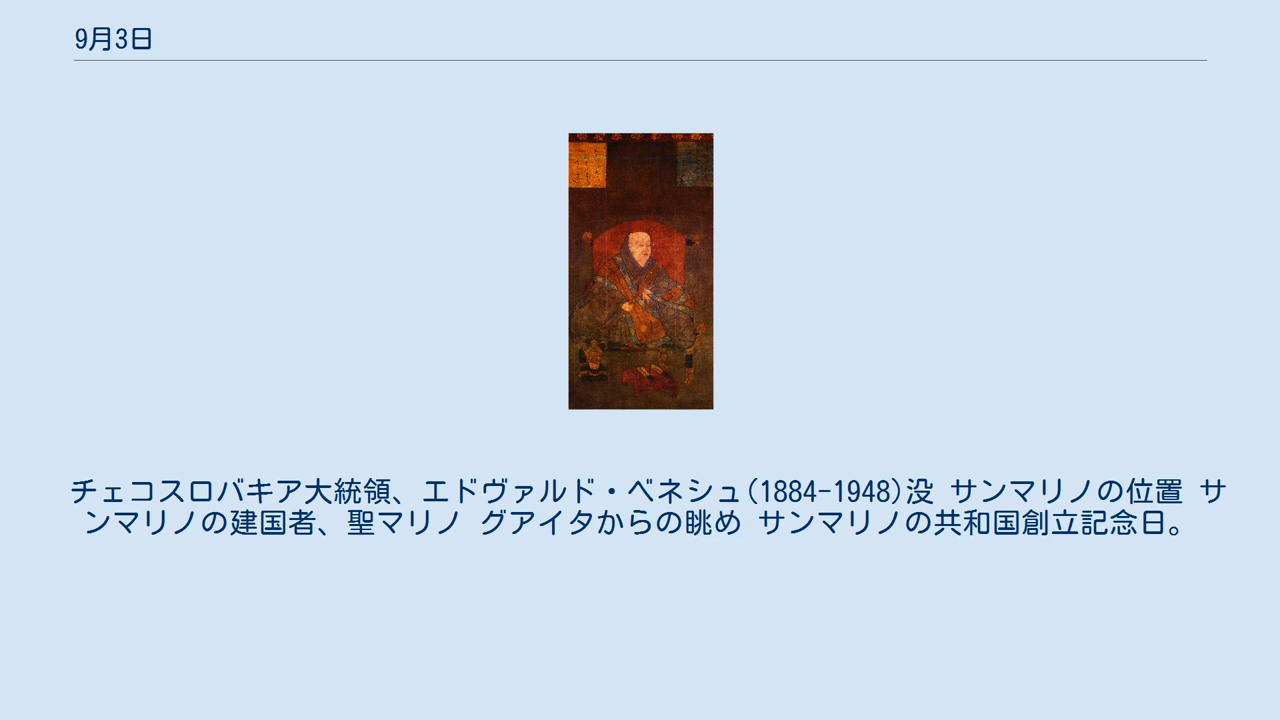 9月3日
チェコスロバキア大統領、エドヴァルド・ベネシュ(1884-1948)没 サンマリノの位置 サ
ンマリノの建国者、聖マリノ グアイタからの眺め サンマリノの共和国創立記念日。